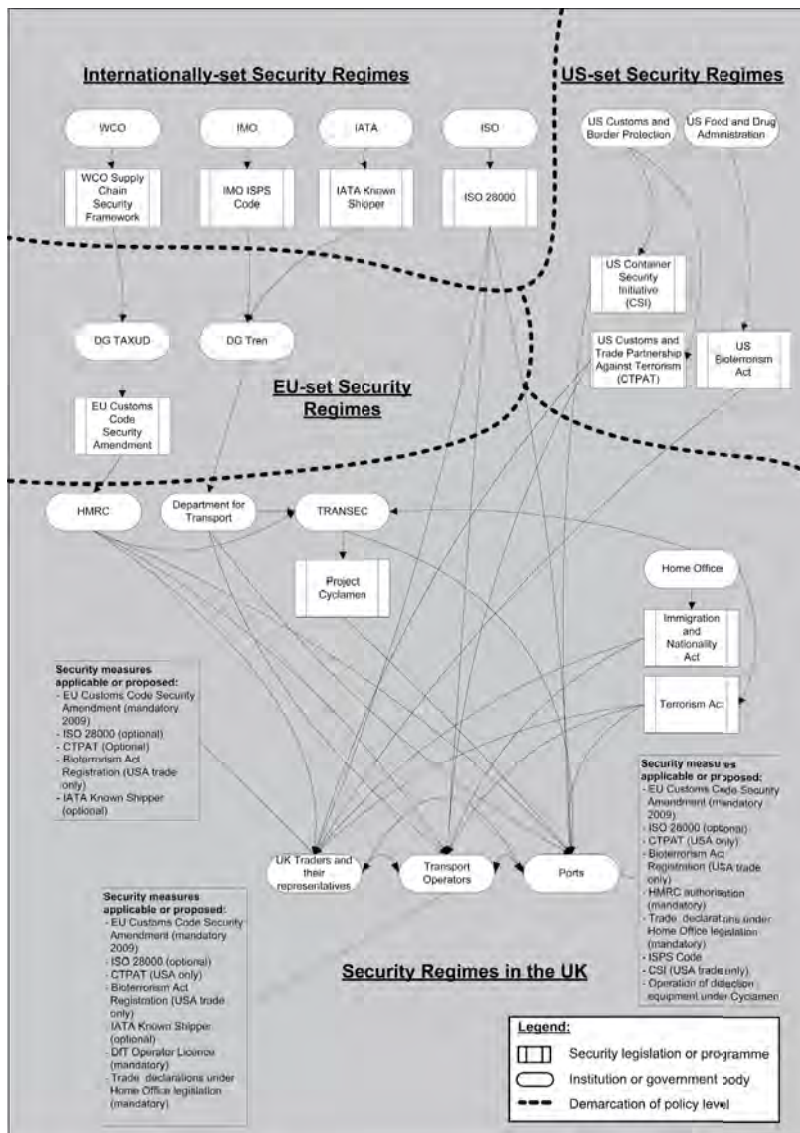 Internationally-set Security Regimes
US-set Security Regimes
WCO
IMO
IATA
ISO
US Customs and
Border Protection
US Food and Drug
Administration
WCO Supply
Chain
Security
Framework
IMO ISPS
Code
IATA Known
Shipper
ISO 28000
US Container
Security
Initiative
(CSI)
DG TAXUD
DG Tren
US Customs and
Trade Partnership
Against Terrorism
(CTPAT)
US
Bioterrorism
Act
EU-set Security
Regimes
EU Customs
Code
Security
Amendment
HMRC
Department for
Transport
TRANSEC
Project
Cyclamen
Home Office
Immigration
and
Nationality
Act
Terrorism Act
Security measures
applicable or proposed:
- EU Customs Code Security
Amendment (mandatory
2009)
- ISO 28000 (optional)
- CTPAT (Optional)
- Bioterrorism Act
Registration (USA trade
only)
- IATA Known Shipper
(optional)
Security measures
applicable or proposed:
- EU Customs Code Security
Amendment (mandatory
2009)
- ISO 28000 (optional)
- CTPAT (USA only)
- Bioterrorism Act
Registration (USA trade
only)
- HMRC authorisation
(mandatory)
- Trade declarations under
Home Office legislation
(mandatory)
- ISPS Code
- CSI (USA trade only)
- Operation of detection
equipment under Cyclamen
UK Traders and
their
representatives
Transport
Operators
Ports
Security measures
applicable or proposed:
- EU Customs Code Security
Amendment (mandatory
2009)
- ISO 28000 (optional)
- CTPAT (USA only)
- Bioterrorism Act
Registration (USA trade
only)
- IATA Known Shipper
(optional)
- DfT Operator Licence
(mandatory)
- Trade declarations under
Home Office legislation
(mandatory)
Security Regimes in the UK
Legend:
Security legislation or programme
Institution or government body
Demarcation of policy level